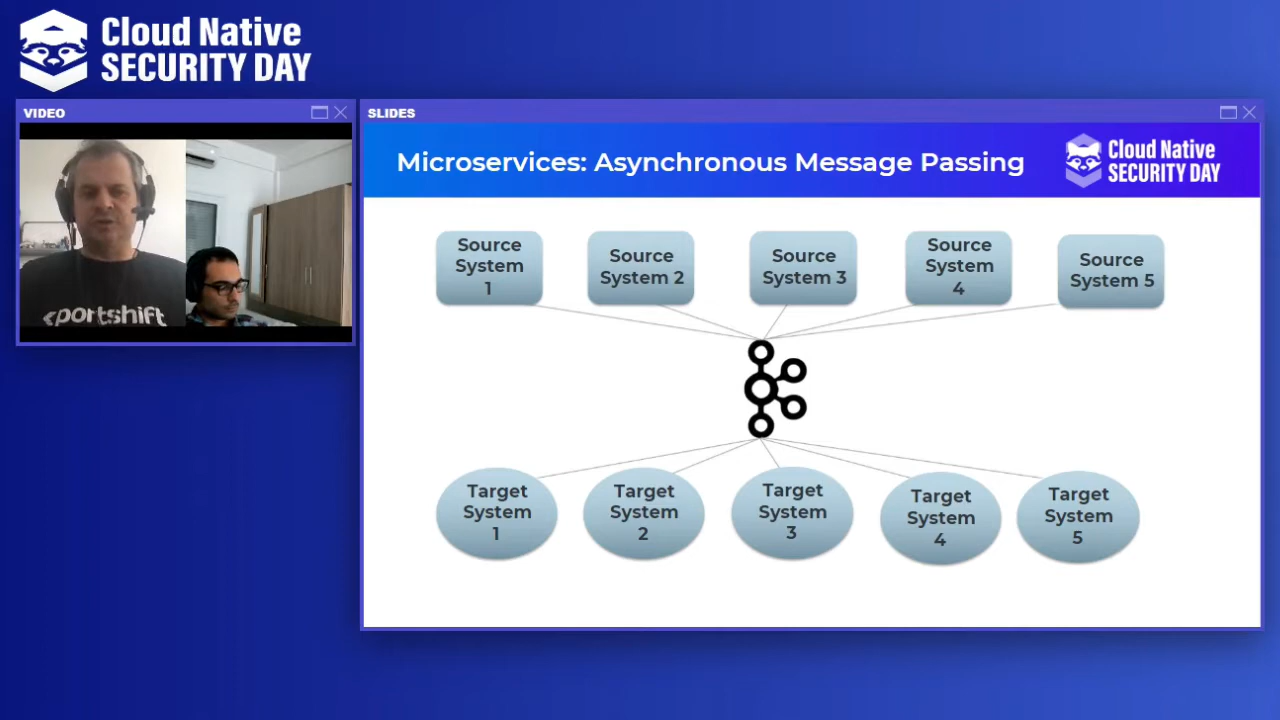 Cloud Native
SECURITY DAY
VIDEO
portshift
SLIDES
Microservices: Asynchronous Message Passing
Cloud Native
SECURITY DAY
Source
System
1
Source
System 2
Source
System 3
Source
System
4
Source
System 5
Target
System
1
Target
System
2
Target
System
3
Target
System
4
Target
System
5